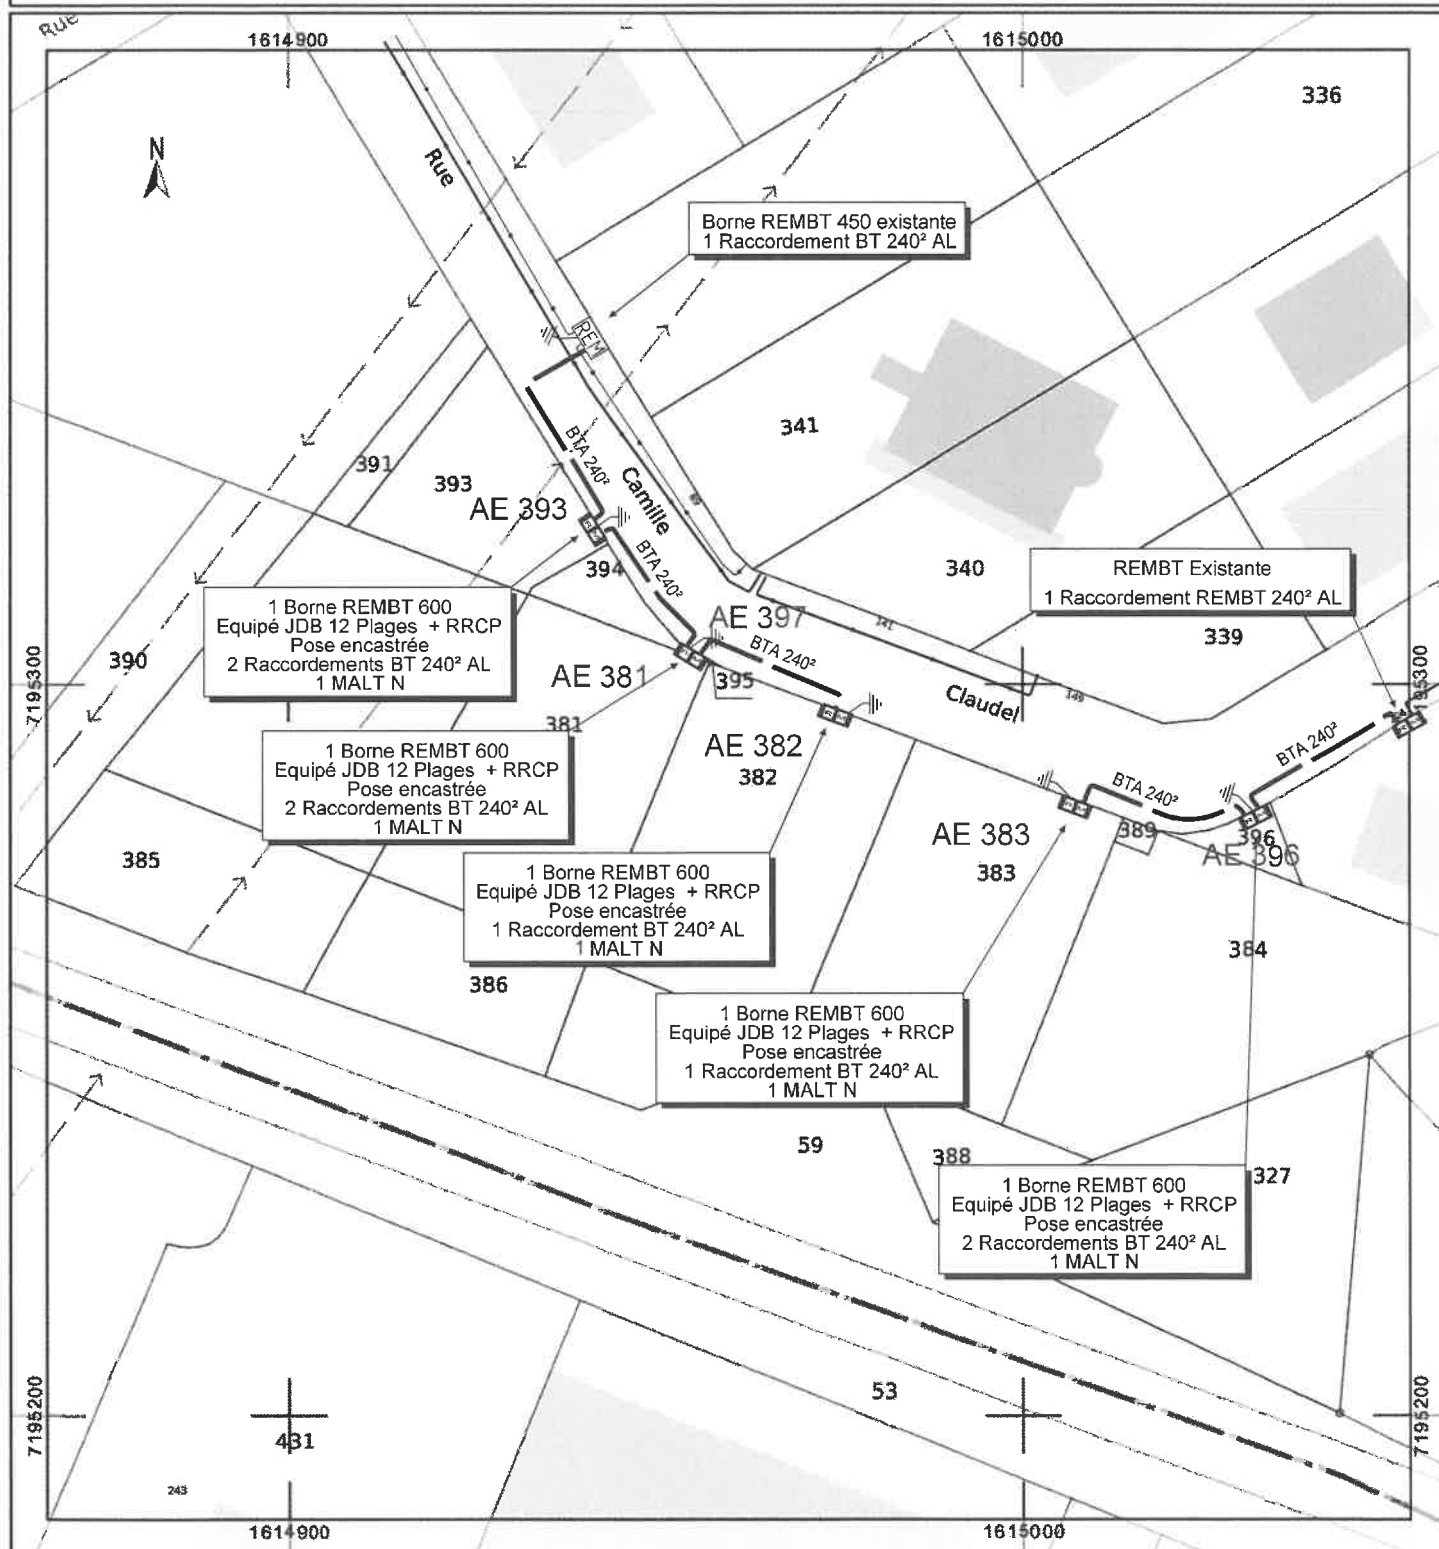 Rue
1614900
1615000
336
N
Rue
Borne REMBT 450 existante
1 Raccordement BT 240² AL
REM
341
391
393
BTA 240²
AE 393
Camille
BTA 240²
394
340
REMBT Existante
1 Raccordement REMBT 240² AL
1 Borne REMBT 600
Equipé JDB 12 Plages + RRCP
Pose encastrée
2 Raccordements BT 240² AL
1 MALT N
AE 397
141
339
390
7195300
BTA 240²
AE 381
395
Claudel
149
195300
381
1 Borne REMBT 600
Equipé JDB 12 Plages + RRCP
Pose encastrée
2 Raccordements BT 240² AL
1 MALT N
AE 382
382
BTA 240²
BTA 240²
AE 383
389
396
AE 396
385
383
1 Borne REMBT 600
Equipé JDB 12 Plages + RRCP
Pose encastrée
1 Raccordement BT 240² AL
1 MALT N
384
386
1 Borne REMBT 600
Equipé JDB 12 Plages + RRCP
Pose encastrée
1 Raccordement BT 240² AL
1 MALT N
59
388
327
1 Borne REMBT 600
Equipé JDB 12 Plages + RRCP
Pose encastrée
2 Raccordements BT 240² AL
1 MALT N
53
7195200
7195200
431
243
1614900
1615000